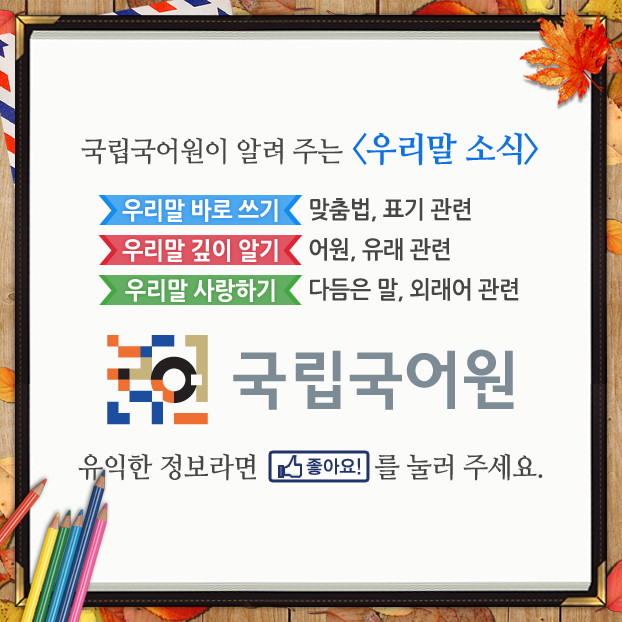 국립국어원이 알려 주는 〈우리말 소식〉
우리말 바로 쓰기 맞춤법, 표기 관련
우리말 깊이 알기 어원, 유래 관련
우리말 사랑하기 다듬은 말, 외래어 관련
국립국어원
유익한 정보라면 좋아요! 를 눌러 주세요.